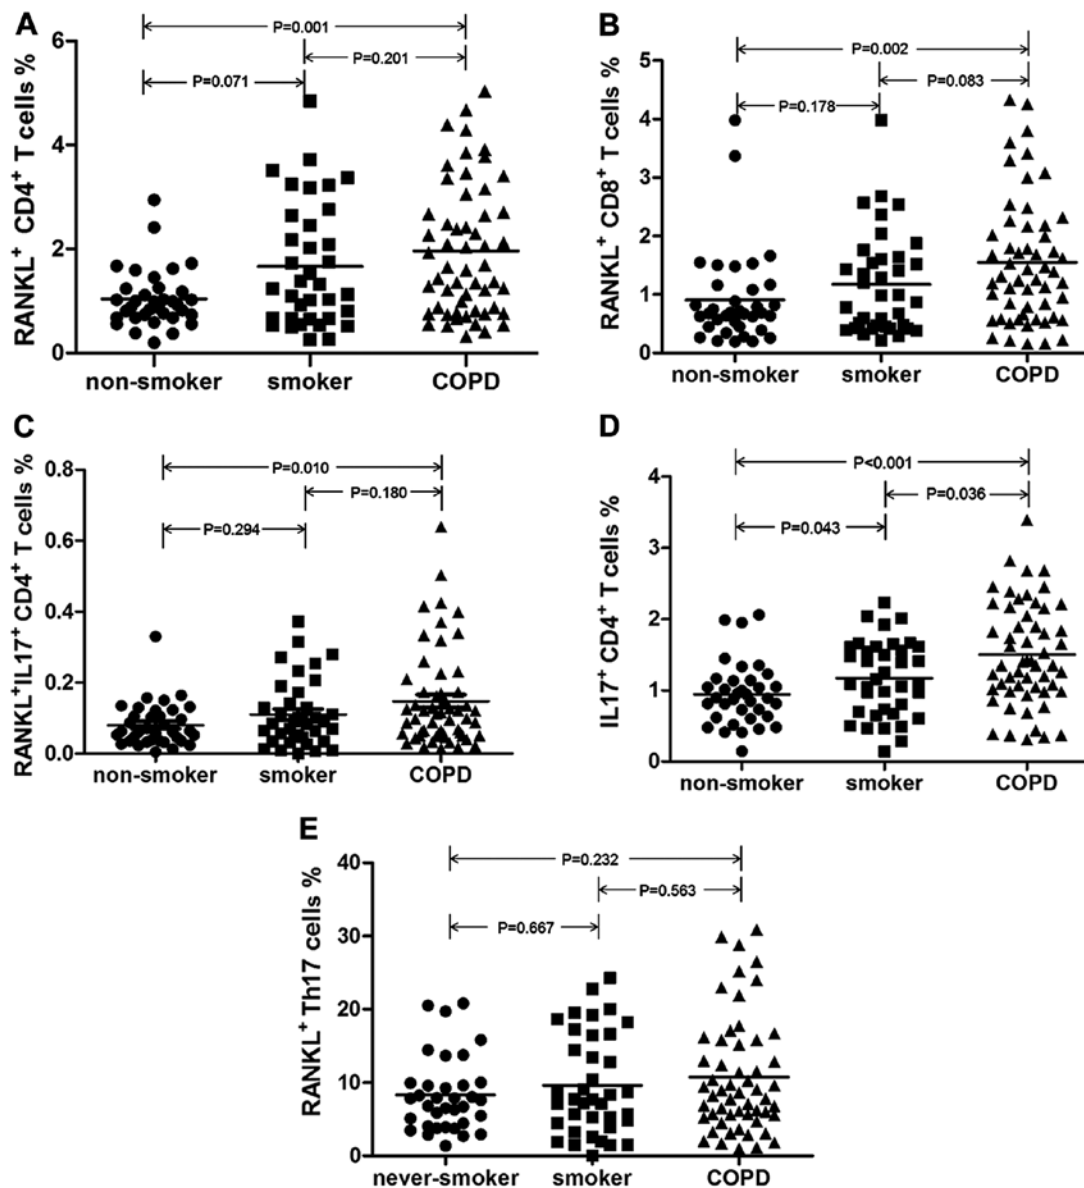 A
RANKL+ CD4+ T cells %
6
4
2
0
P=0.001
P=0.201
P=0.071
non-smoker
smoker
COPD
B
RANKL+ CD8+ T cells %
5
4
3
2
1
0
P=0.002
P=0.083
P=0.178
non-smoker
smoker
COPD
C
RANKL+IL17+ CD4+ T cells %
0.8
0.6
0.4
0.2
0.0
P=0.010
P=0.180
P=0.294
non-smoker
smoker
COPD
D
IL17+ CD4+ T cells %
4
3
2
1
0
P<0.001
P=0.036
P=0.043
non-smoker
smoker
COPD
E
RANKL+ Th17 cells %
40
30
20
10
0
P=0.232
P=0.563
P=0.667
never-smoker
smoker
COPD